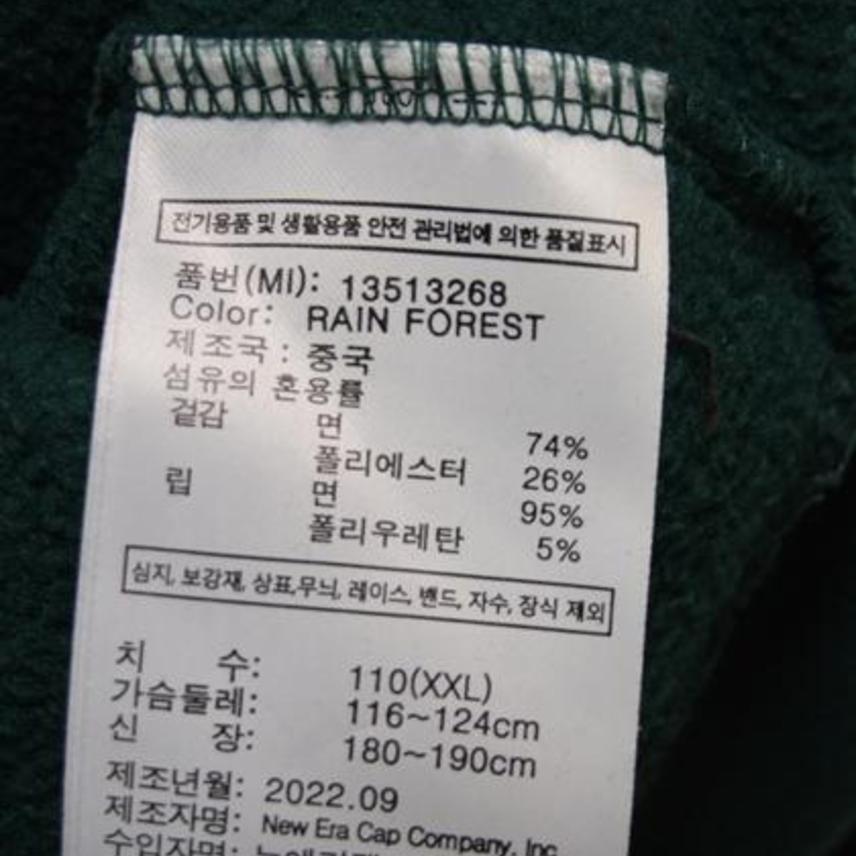 전기용품 및 생활용품 안전 관리법에 의한 품질표시
품번(MI): 13513268
Color: RAIN FOREST
제조국 : 중국
섬유의 혼용률
겉감 면 74%
폴리에스터 26%
립 면 95%
폴리우레탄 5%
심지, 보강재, 상표,무늬, 레이스, 밴드, 자수, 장식 제외
치 수: 110(XXL)
가슴둘레: 116~124cm
신 장: 180~190cm
제조년월: 2022.09
제조자명: New Era Cap Company, Inc
수입자명: